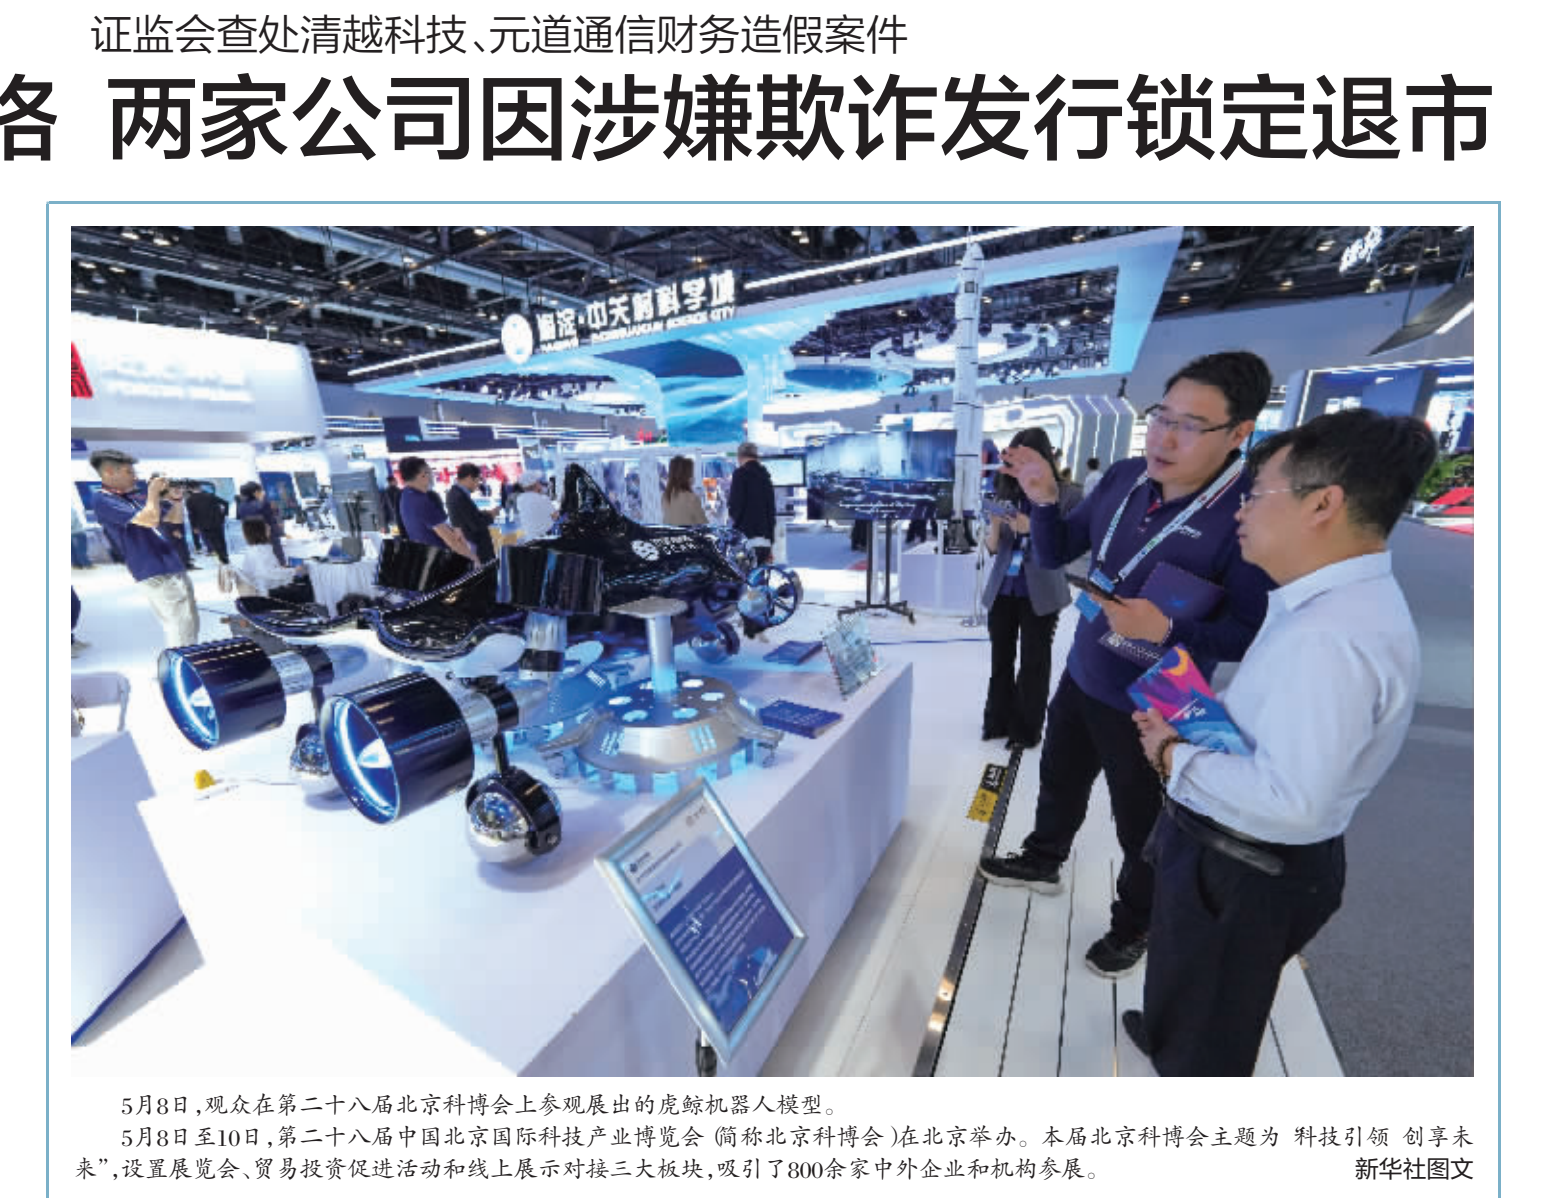 证监会查处清越科技、元道通信财务造假案件
两家公司因涉嫌欺诈发行锁定退市
海淀·中关村科学城
5月8日,观众在第二十八届北京科博会上参观展出的虎鲸机器人模型。
5月8日至10日,第二十八届中国北京国际科技产业博览会(简称北京科博会)在北京举办。本届北京科博会主题为 科技引领 创享未
来”,设置展览会、贸易投资促进活动和线上展示对接三大板块,吸引了800余家中外企业和机构参展。 新华社图文